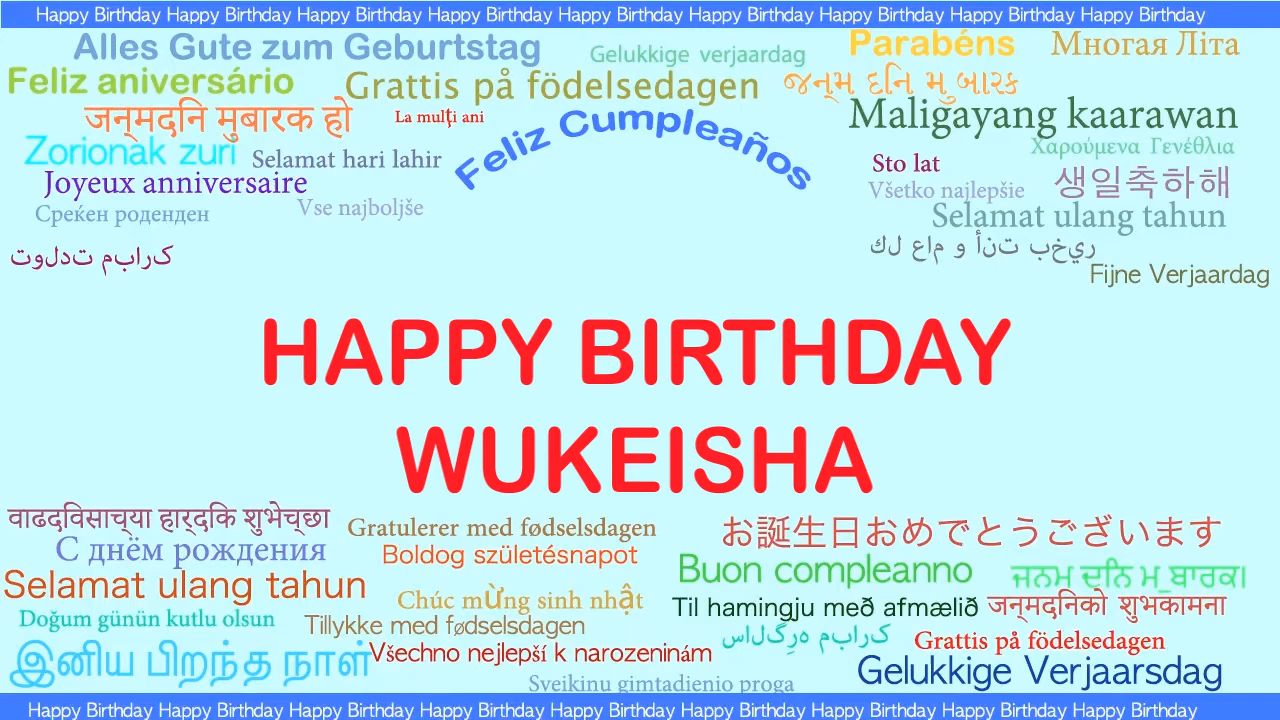 Happy Birthday Happy Birthday Happy Birthday Happy Birthday Happy Birthday Happy Birthday Happy Birthday Happy Birthday Happy Birthday
Alles Gute zum Geburtstag
Gelukkige verjaardag
Parabéns
Многая Літа
Feliz aniversário
Grattis på födelsedagen
જન્મ દિન મુબારક
जन्मदिन मुबारक हो
La mulţi ani
Feliz Cumpleaños
Maligayang kaarawan
Zorionak zuri
Selamat hari lahir
Χαρούμενα Γενέθλια
Sto lat
Joyeux anniversaire
Všetko najlepšie
생일축하해
Среќен роденден
Vse najboljše
Selamat ulang tahun
تولدت مبارک
كل عام و أنت بخير
Fijne Verjaardag
HAPPY BIRTHDAY
WUKEISHA
वाढदिवसाच्या हार्दिक शुभेच्छा
Gratulerer med fødselsdagen
お誕生日おめでとうございます
С днём рождения
Boldog születésnapot
Buon compleanno
ਜਨਮ ਦਿਨ ਮੁਬਾਰਕ।
Selamat ulang tahun
Chúc mừng sinh nhật
Til hamingju með afmælið
जन्मदिनको शुभकामना
Doğum günün kutlu olsun
Tillykke med fødselsdagen
سالگرہ مبارک
Grattis på födelsedagen
இனிய பிறந்த நாள்
Všechno nejlepší k narozeninám
Gelukkige Verjaarsdag
Sveikinu gimtadienio proga
Happy Birthday Happy Birthday Happy Birthday Happy Birthday Happy Birthday Happy Birthday Happy Birthday Happy Birthday Happy Birthday